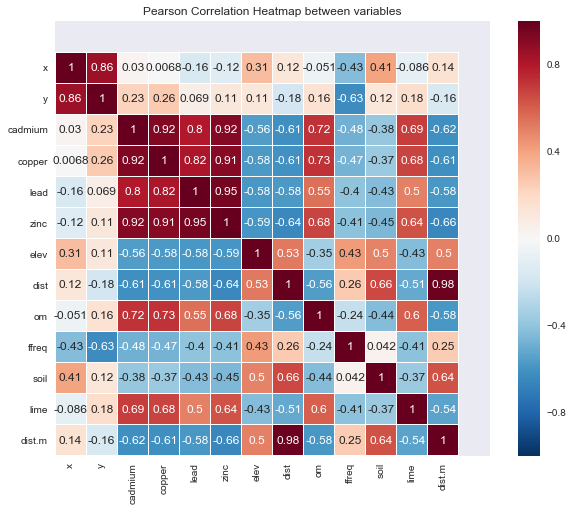 Pearson Correlation Heatmap between variables
x 1 0.86 0.03 0.0068 -0.16 -0.12 0.31 0.12 -0.051 -0.43 0.41 -0.086 0.14
y 0.86 1 0.23 0.26 0.069 0.11 0.11 -0.18 0.16 -0.63 0.12 0.18 -0.16
cadmium 0.03 0.23 1 0.92 0.8 0.92 -0.56 -0.61 0.72 -0.48 -0.38 0.69 -0.62
copper 0.0068 0.26 0.92 1 0.82 0.91 -0.58 -0.61 0.73 -0.47 -0.37 0.68 -0.61
lead -0.16 0.069 0.8 0.82 1 0.95 -0.58 -0.58 0.55 -0.4 -0.43 0.5 -0.58
zinc -0.12 0.11 0.92 0.91 0.95 1 -0.59 -0.64 0.68 -0.41 -0.45 0.64 -0.66
elev 0.31 0.11 -0.56 -0.58 -0.58 -0.59 1 0.53 -0.35 0.43 0.5 -0.43 0.5
dist 0.12 -0.18 -0.61 -0.61 -0.58 -0.64 0.53 1 -0.56 0.26 0.66 -0.51 0.98
om -0.051 0.16 0.72 0.73 0.55 0.68 -0.35 -0.56 1 -0.24 -0.44 0.6 -0.58
ffreq -0.43 -0.63 -0.48 -0.47 -0.4 -0.41 0.43 0.26 -0.24 1 0.042 -0.41 0.25
soil 0.41 0.12 -0.38 -0.37 -0.43 -0.45 0.5 0.66 -0.44 0.042 1 -0.37 0.64
lime -0.086 0.18 0.69 0.68 0.5 0.64 -0.43 -0.51 0.6 -0.41 -0.37 1 -0.54
dist.m 0.14 -0.16 -0.62 -0.61 -0.58 -0.66 0.5 0.98 -0.58 0.25 0.64 -0.54 1
x y cadmium copper lead zinc elev dist om ffreq soil lime dist.m
0.8
0.4
0.0
−0.4
−0.8